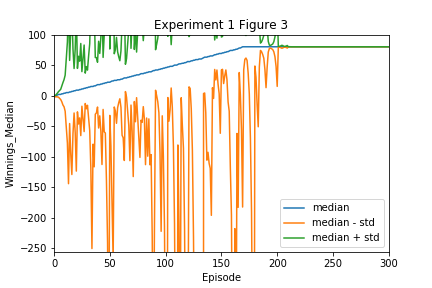 Experiment 1 Figure 3
100
50
0
−50
−100
−150
−200
−250
Winnings_Median
0
50
100
150
200
250
300
Episode
median
median - std
median + std